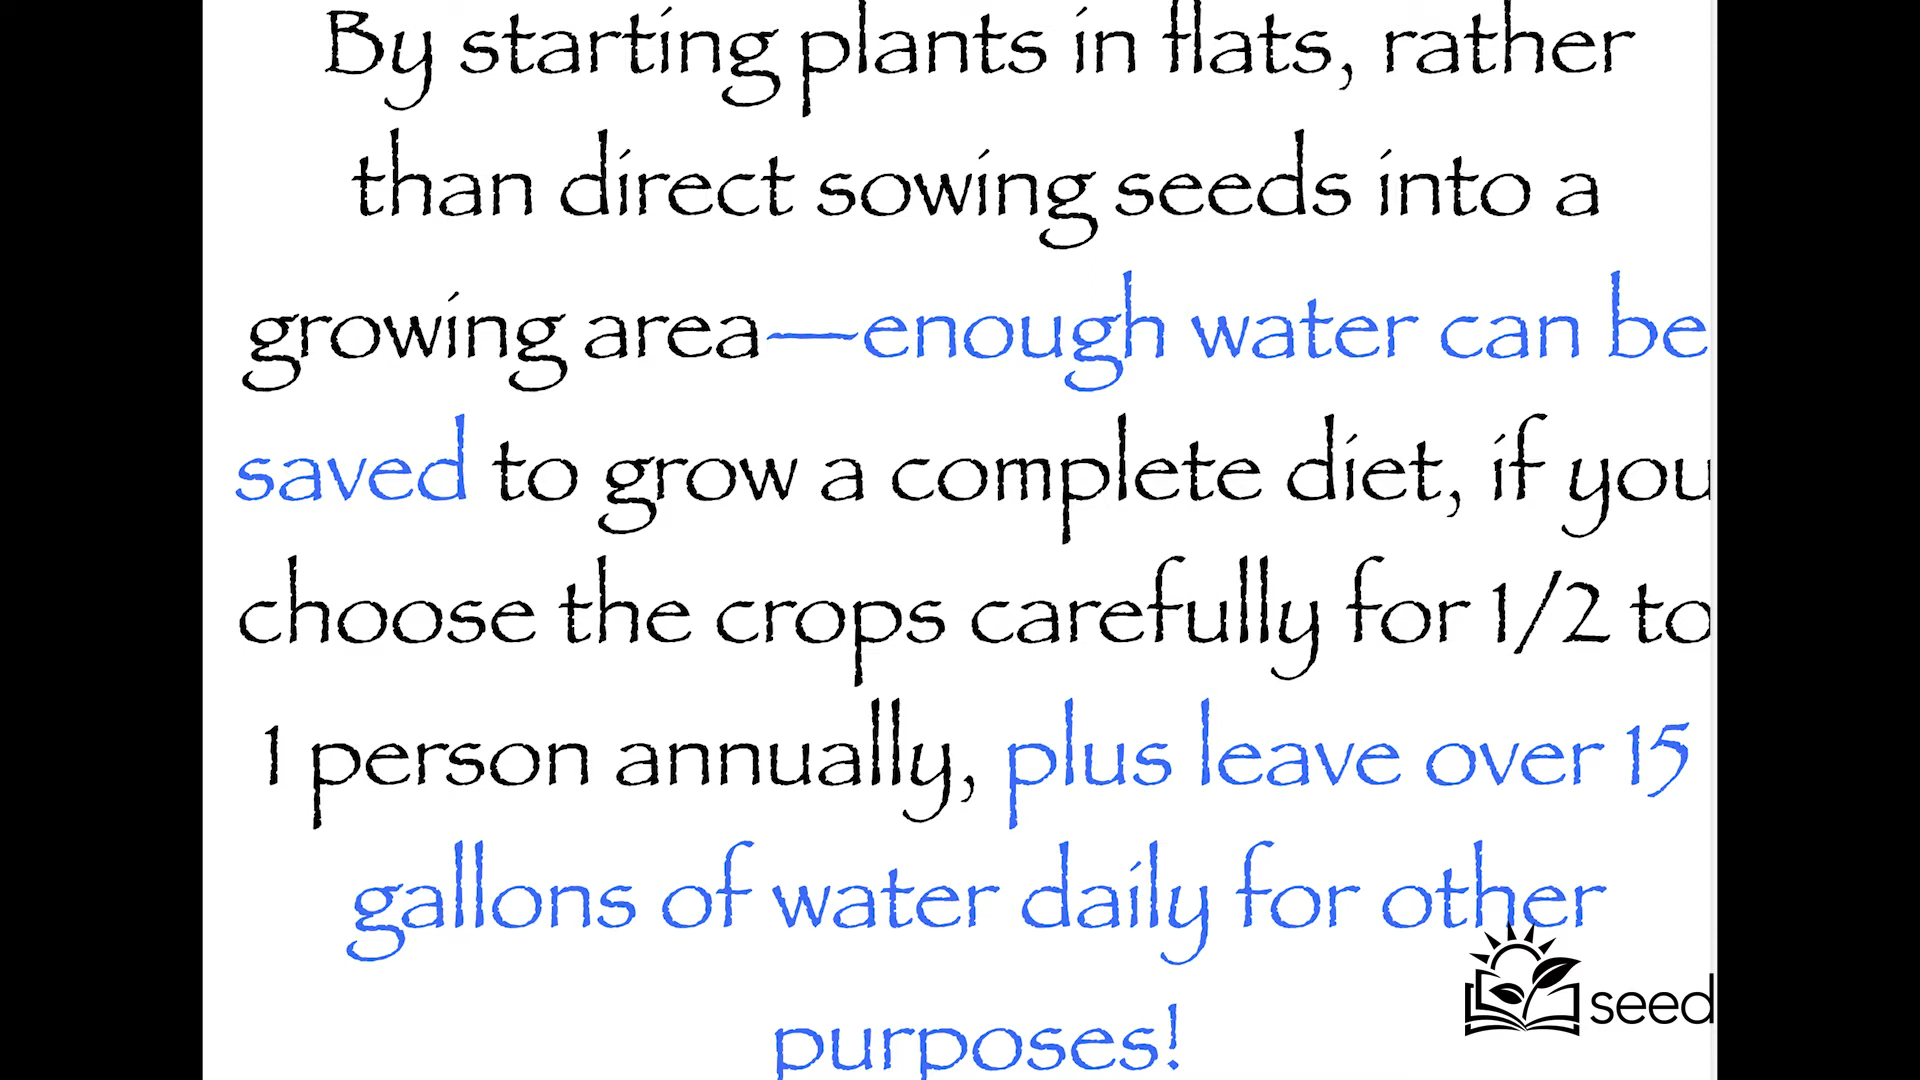 By starting plants in flats, rather
than direct sowing seeds into a
growing area—enough water can be
saved to grow a complete diet, if you
choose the crops carefully for 1/2 to
1 person annually, plus leave over 15
gallons of water daily for other
purposes!
seed